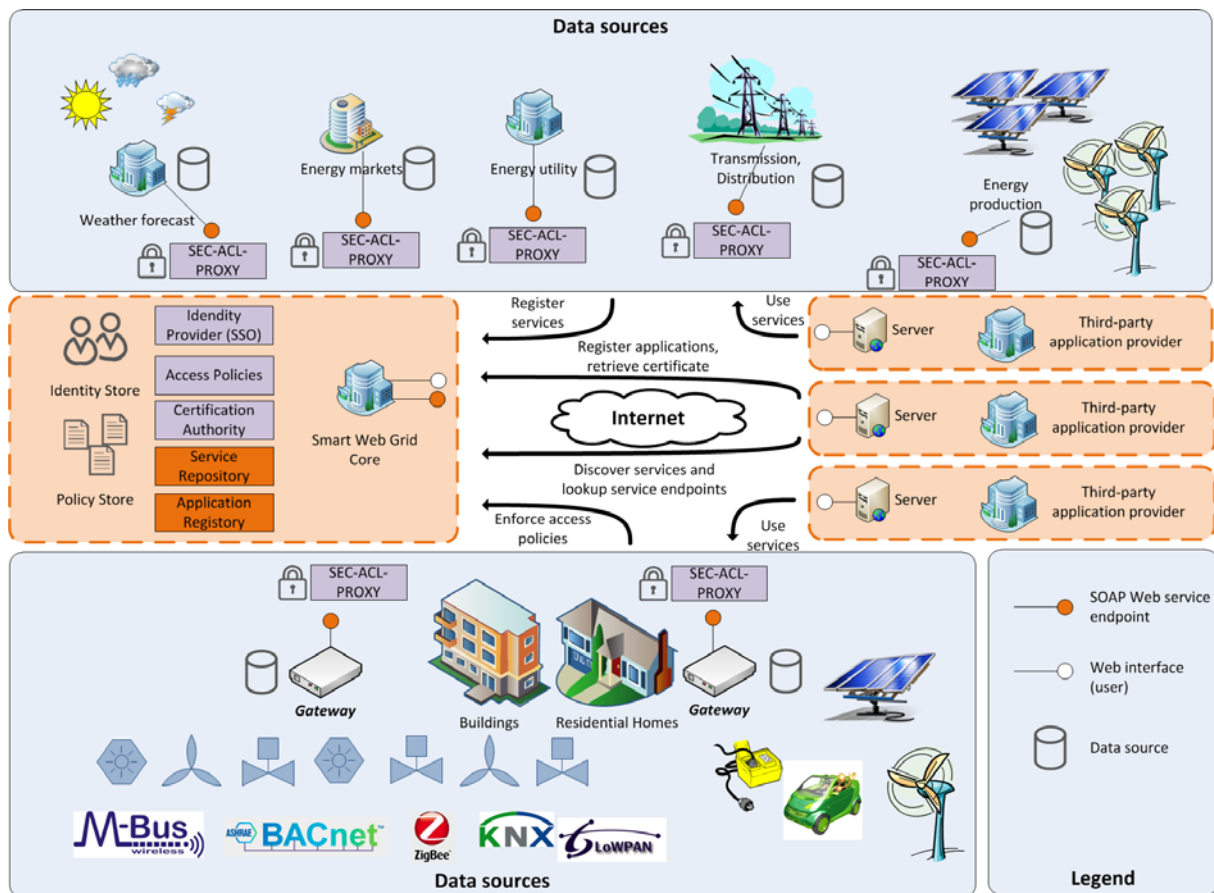 Data sources
Weather forecast
Energy markets
Energy utility
Transmission,
Distribution
Energy
production
SEC-ACL-
PROXY
SEC-ACL-
PROXY
SEC-ACL-
PROXY
SEC-ACL-
PROXY
SEC-ACL-
PROXY
Identity Store
Policy Store
Idendity
Provider (SSO)
Access Policies
Certification
Authority
Service
Repository
Application
Registory
Smart Web Grid
Core
Register
services
Use
services
Register applications,
retrieve certificate
Internet
Discover services and
lookup service endpoints
Enforce access
policies
Use
services
Server
Third-party
application provider
Server
Third-party
application provider
Server
Third-party
application provider
SEC-ACL-
PROXY
SEC-ACL-
PROXY
Gateway
Buildings
Residential Homes
Gateway
M-Bus
wireless
ASHRAE BACnet™
ZigBee®
KNX
6LoWPAN
Data sources
SOAP Web service
endpoint
Web interface
(user)
Data source
Legend